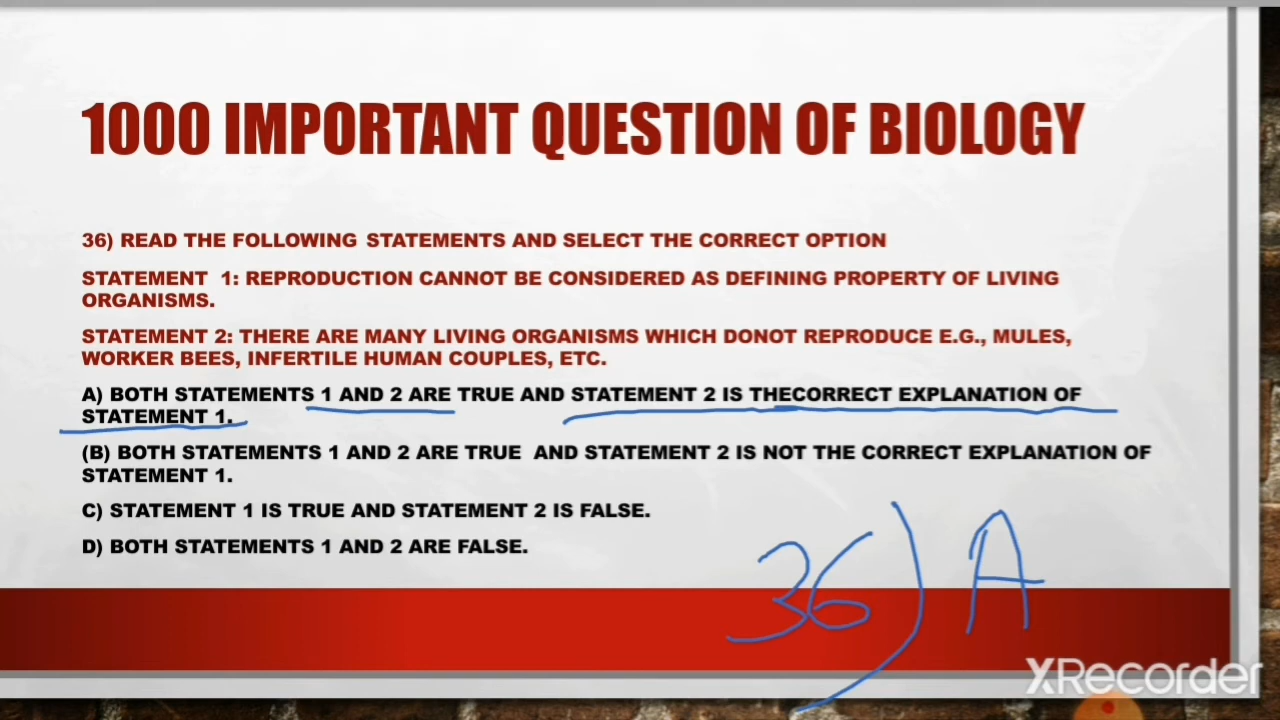 1000 IMPORTANT QUESTION OF BIOLOGY
36) READ THE FOLLOWING STATEMENTS AND SELECT THE CORRECT OPTION
STATEMENT 1: REPRODUCTION CANNOT BE CONSIDERED AS DEFINING PROPERTY OF LIVING
ORGANISMS.
STATEMENT 2: THERE ARE MANY LIVING ORGANISMS WHICH DONOT REPRODUCE E.G., MULES,
WORKER BEES, INFERTILE HUMAN COUPLES, ETC.
A) BOTH STATEMENTS 1 AND 2 ARE TRUE AND STATEMENT 2 IS THECORRECT EXPLANATION OF
STATEMENT 1.
(B) BOTH STATEMENTS 1 AND 2 ARE TRUE AND STATEMENT 2 IS NOT THE CORRECT EXPLANATION OF
STATEMENT 1.
C) STATEMENT 1 IS TRUE AND STATEMENT 2 IS FALSE.
D) BOTH STATEMENTS 1 AND 2 ARE FALSE.
36) A
XRecorder